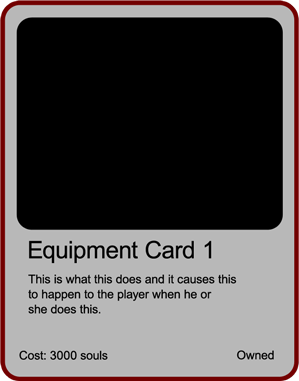 Equipment Card 1
This is what this does and it causes this
to happen to the player when he or
she does this.
Cost: 3000 souls Owned